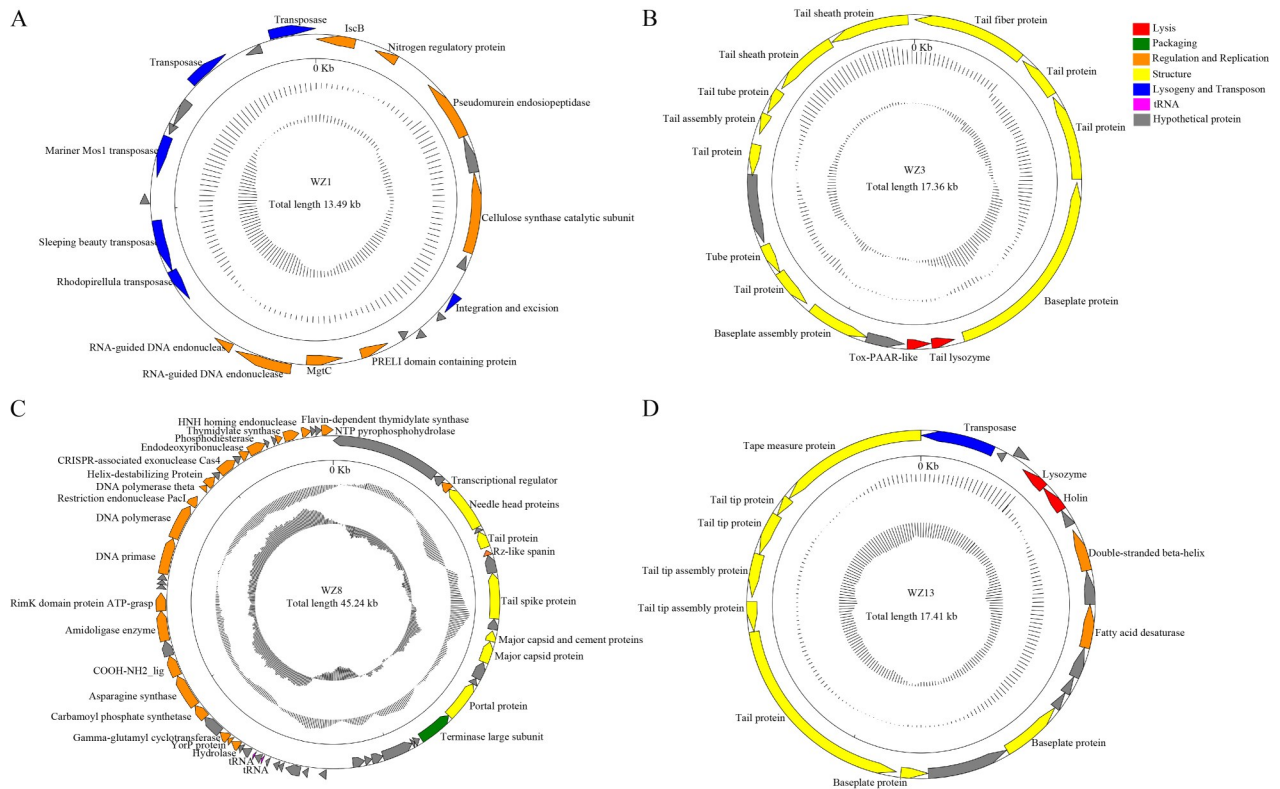 A
Transposase
IscB
Nitrogen regulatory protein
Transposase
0 Kb
Pseudomurein endosiopeptidase
Mariner Mos1 transposase
WZ1
Total length 13.49 kb
Cellulose synthase catalytic subunit
Sleeping beauty transposase
Rhodopirellula transposase
Integration and excision
RNA-guided DNA endonuclease
PRELI domain containing protein
MgtC
RNA-guided DNA endonuclease
B
Tail sheath protein
Tail fiber protein
0 Kb
Tail sheath protein
Tail protein
Tail tube protein
Tail assembly protein
Tail protein
Tail protein
WZ3
Total length 17.36 kb
Tube protein
Tail protein
Baseplate protein
Baseplate assembly protein
Tox-PAAR-like
Tail lysozyme
Lysis
Packaging
Regulation and Replication
Structure
Lysogeny and Transposon
tRNA
Hypothetical protein
C
HNH homing endonuclease
Flavin-dependent thymidylate synthase
Thymidylate synthase
NTP pyrophosphohydrolase
Phosphodiesterase
Endodeoxyribonuclease
CRISPR-associated exonuclease Cas4
0 Kb
Helix-destabilizing Protein
Transcriptional regulator
DNA polymerase theta
Restriction endonuclease PacI
Needle head proteins
DNA polymerase
Tail protein
Rz-like spanin
DNA primase
WZ8
Total length 45.24 kb
RimK domain protein ATP-grasp
Tail spike protein
Amidoligase enzyme
Major capsid and cement proteins
Major capsid protein
COOH-NH2_lig
Asparagine synthase
Portal protein
Carbamoyl phosphate synthetase
Gamma-glutamyl cyclotransferase
Terminase large subunit
YorP protein
Hydrolase
tRNA
tRNA
D
Transposase
Tape measure protein
0 Kb
Lysozyme
Holin
Tail tip protein
Tail tip protein
Double-stranded beta-helix
Tail tip assembly protein
WZ13
Total length 17.41 kb
Tail tip assembly protein
Fatty acid desaturase
Tail protein
Baseplate protein
Baseplate protein